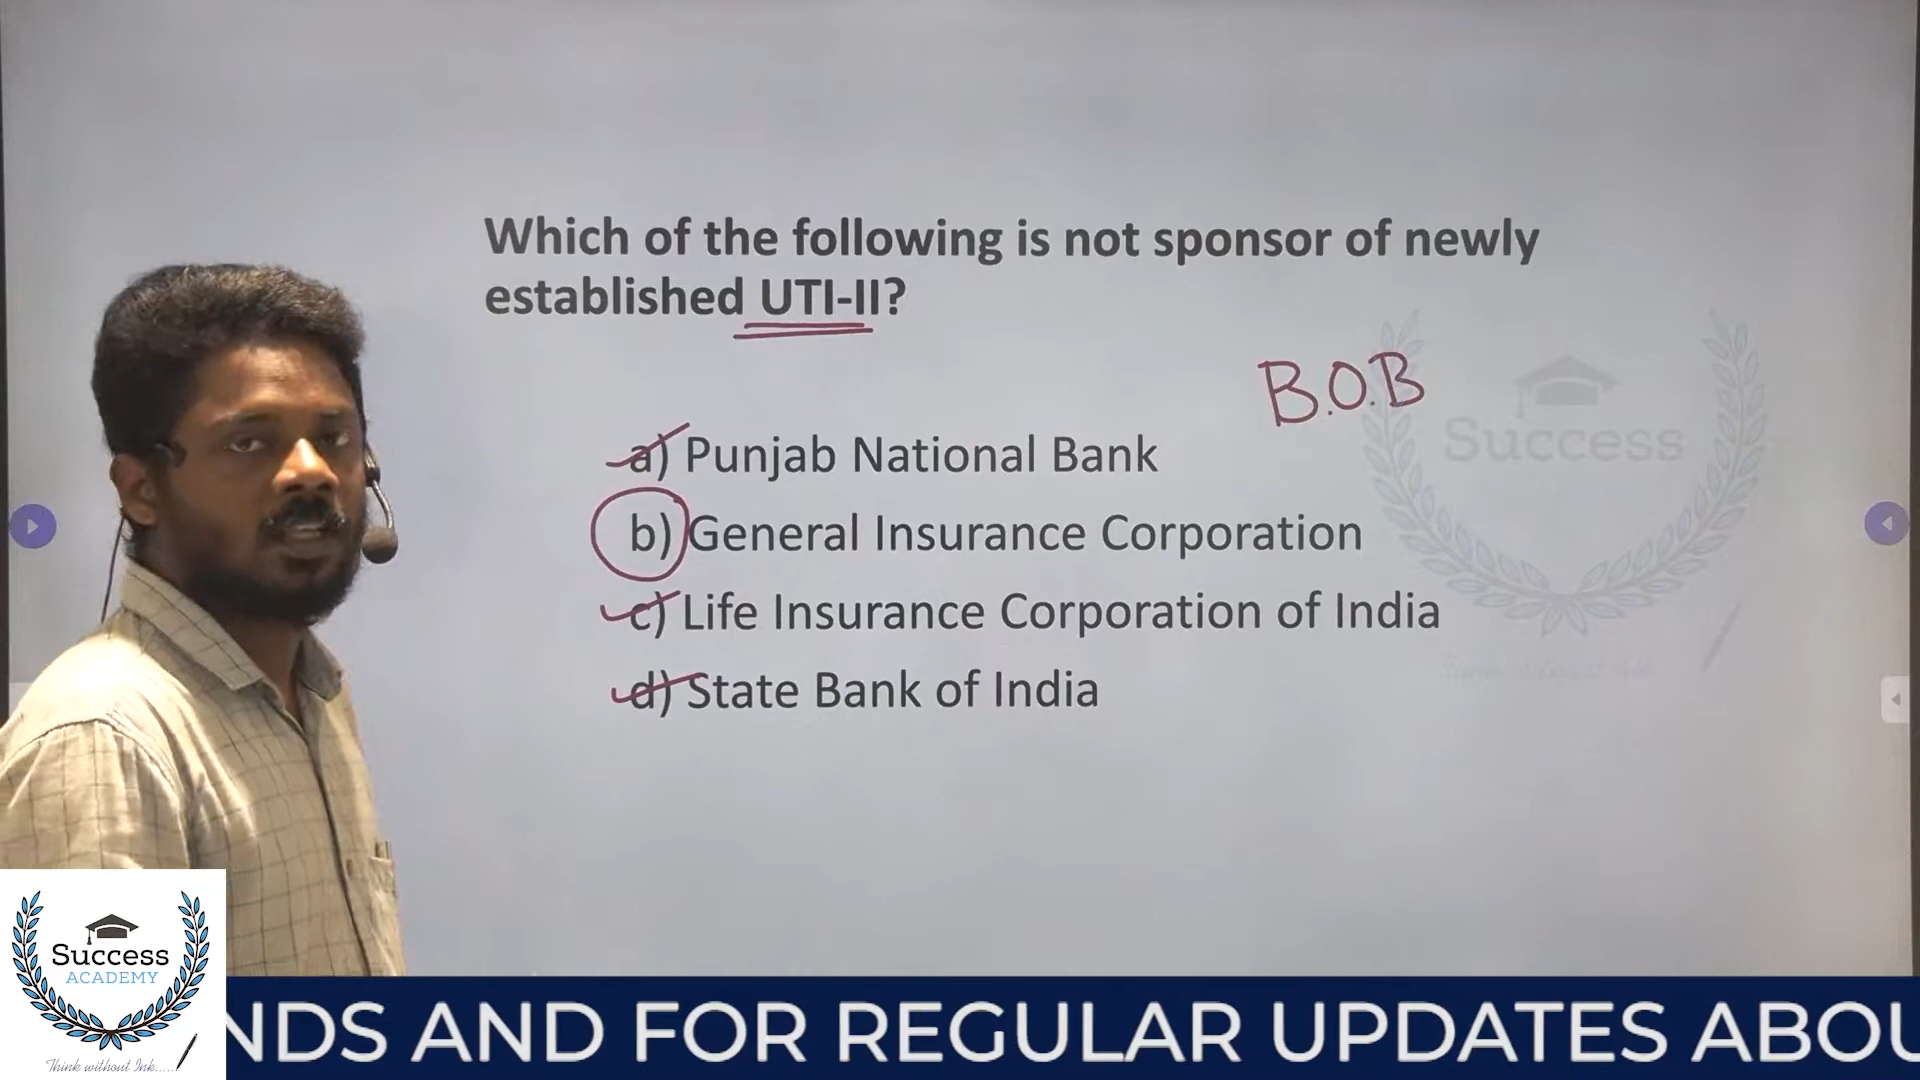 Which of the following is not sponsor of newly
established UTI-II?
B.O.B
a) Punjab National Bank
Success
b) General Insurance Corporation
c) Life Insurance Corporation of India
d) State Bank of India
Success
ACADEMY
Think without Ink.....
NDS AND FOR REGULAR UPDATES ABOU